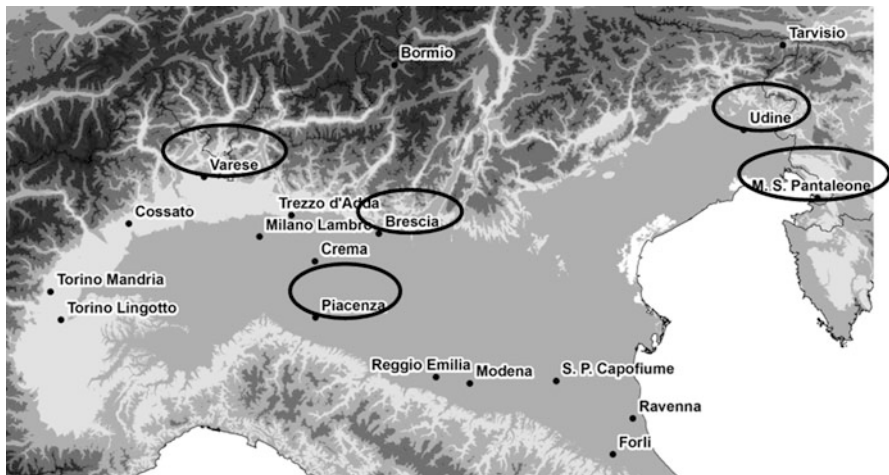 Tarvisio
Bormio
Udine
Varese
M. S. Pantaleone
Trezzo d'Adda
Cossato
Brescia
Milano Lambro
Crema
Torino Mandria
Piacenza
Torino Lingotto
Reggio Emilia
Modena
S. P. Capofiume
Ravenna
Forli